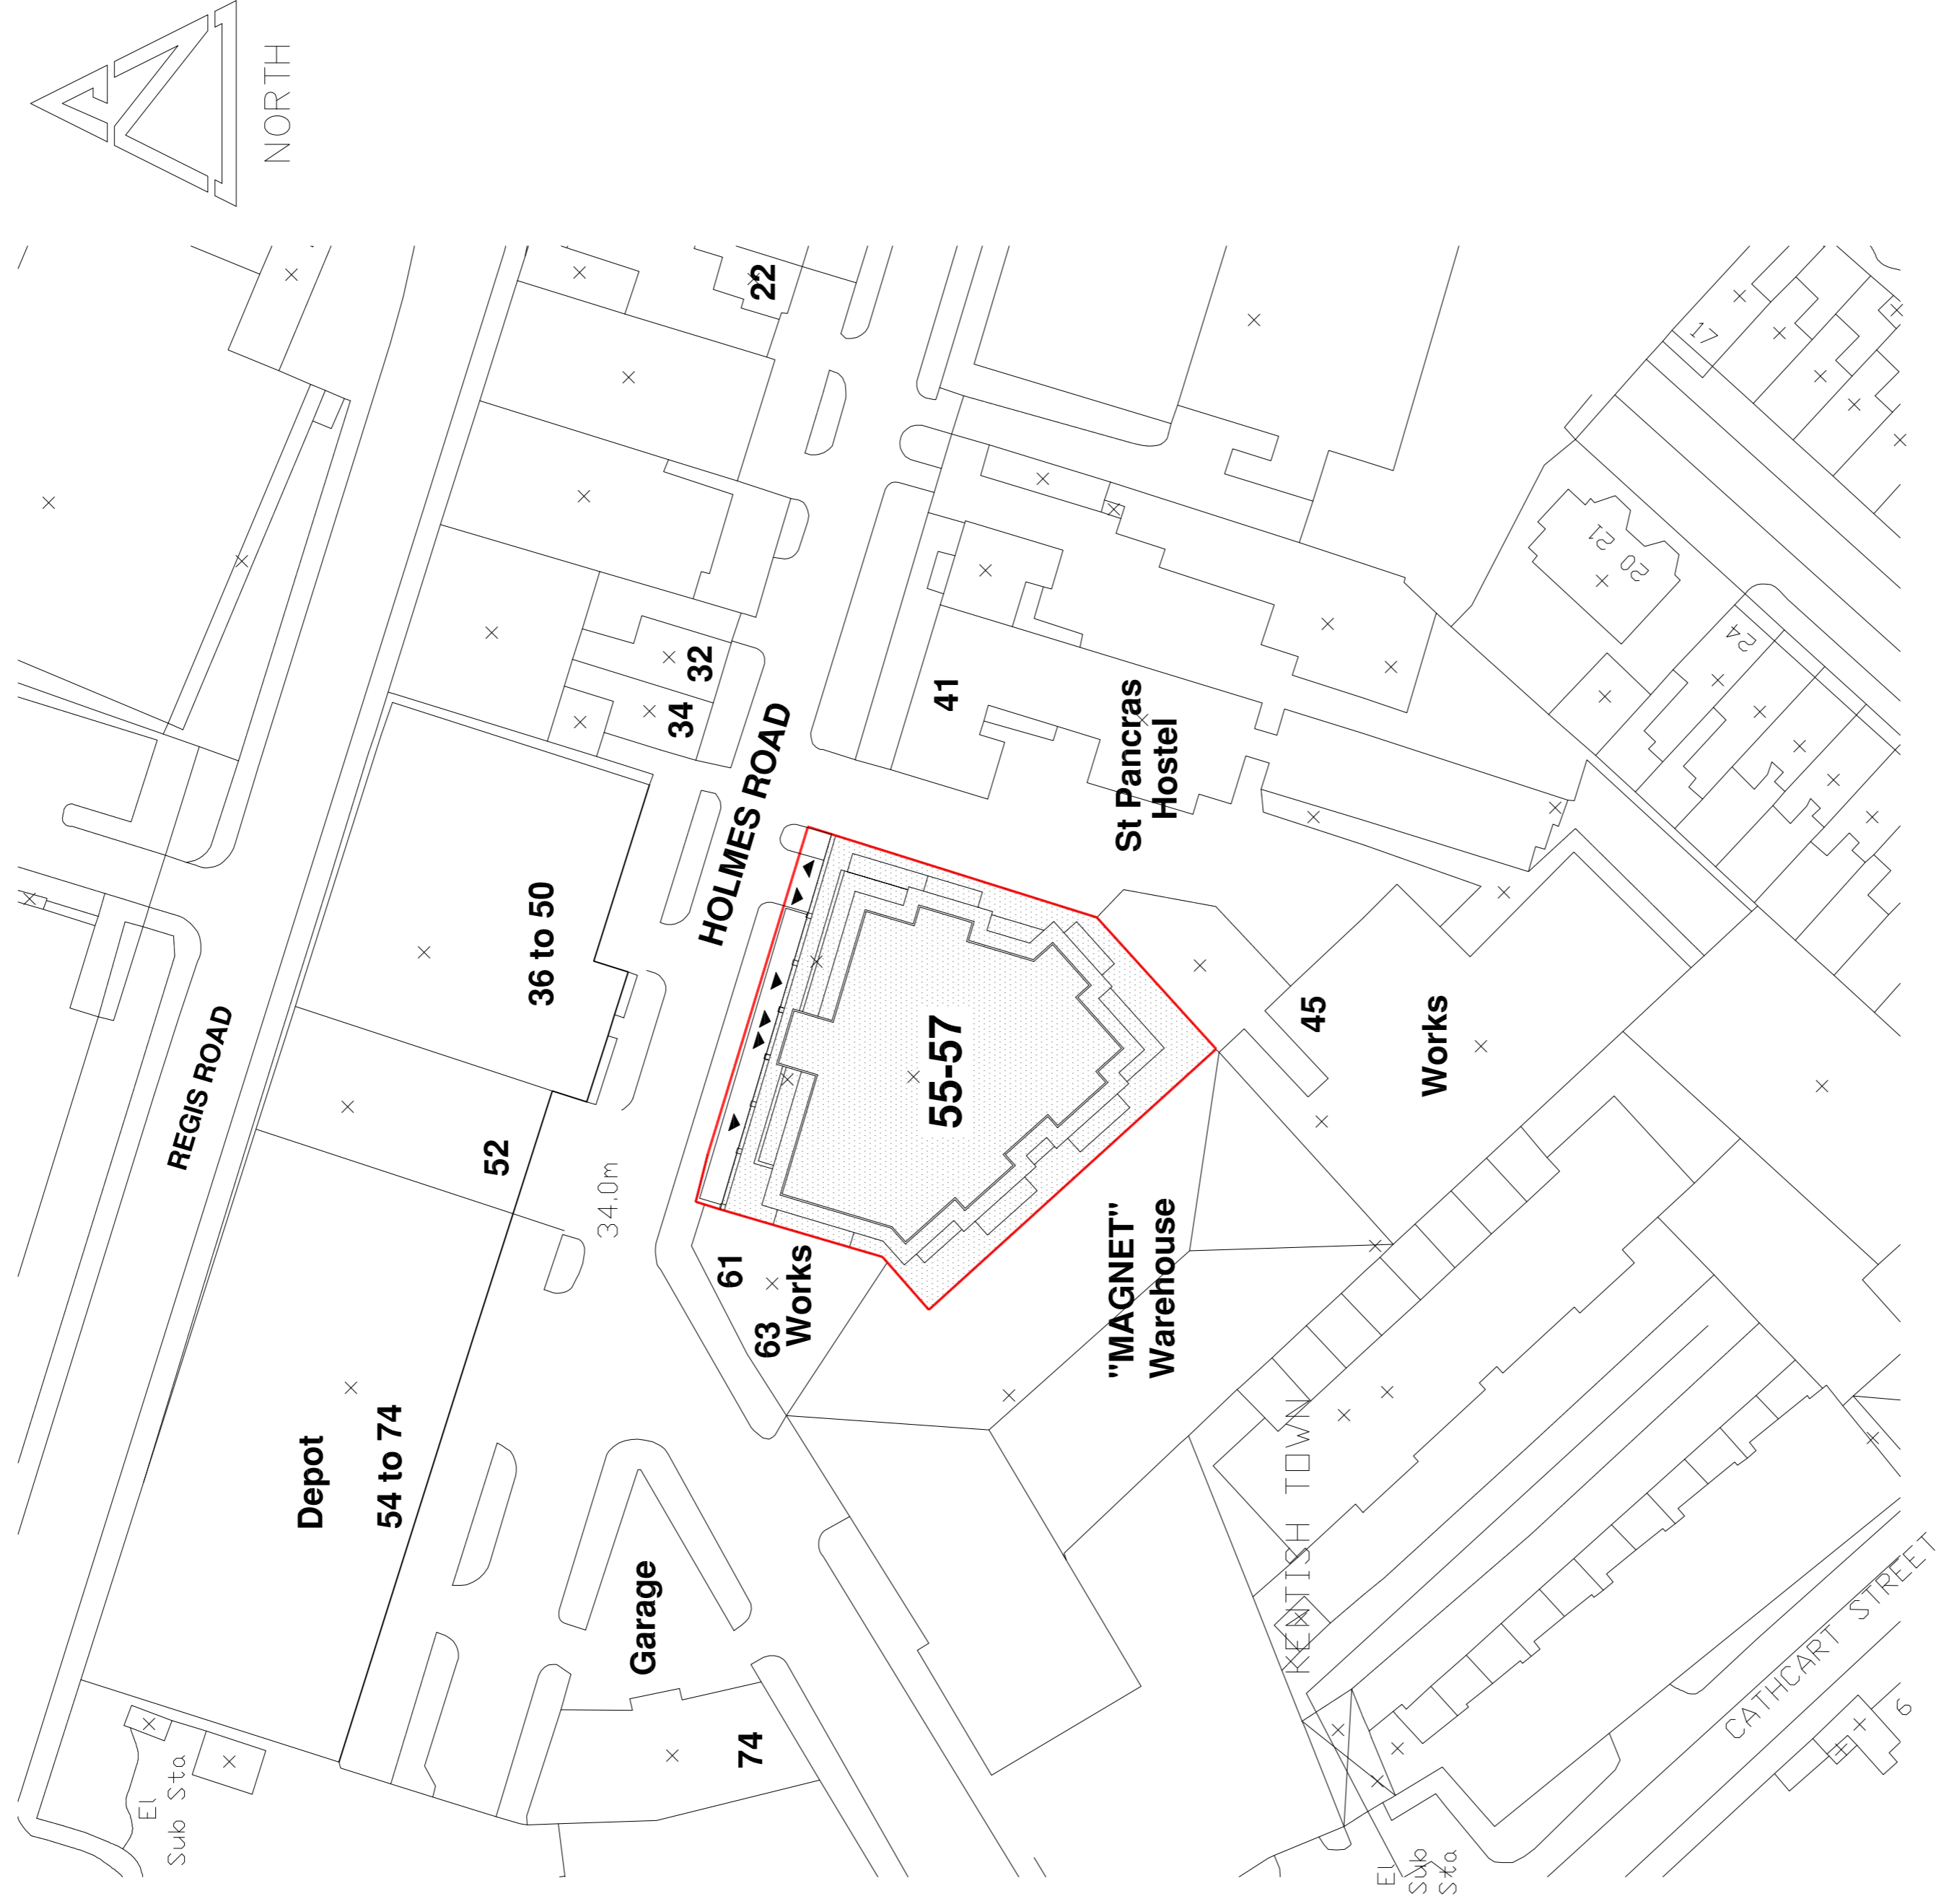 NORTH
REGIS ROAD
22
17
32
34
41
20
21
24
HOLMES ROAD
St Pancras
Hostel
36 to 50
52
34.0m
55-57
45
Works
61
63
Works
"MAGNET"
Warehouse
Depot
54 to 74
Garage
74
KENTISH TOWN
CATHCART STREET
6
El
Sub Sta
El
Sub
Sta